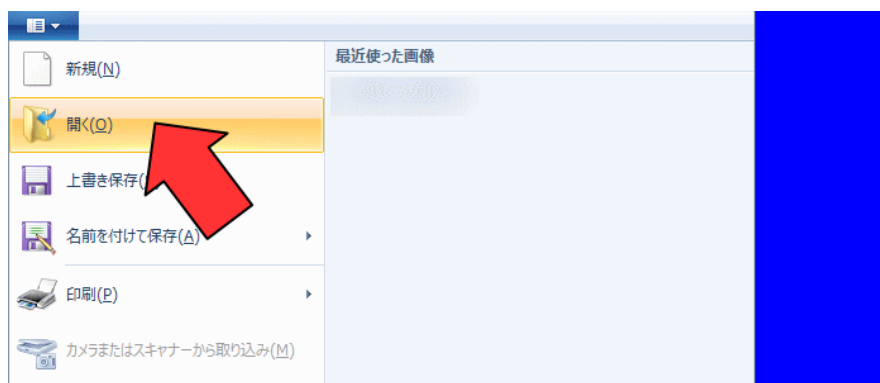 最近使った画像
新規(N)
開く(O)
上書き保存(
名前を付けて保存(A)
印刷(P)
カメラまたはスキャナーから取り込み(M)